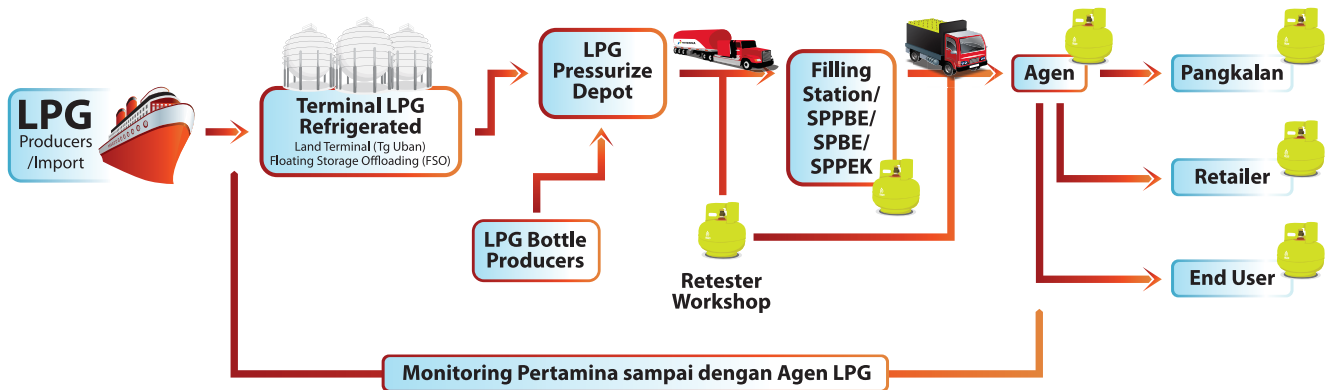 LPG
Producers
/Import
Terminal LPG
Refrigerated
Land Terminal (Tg Uban)
Floating Storage Offloading (FSO)
LPG
Pressurize
Depot
LPG Bottle
Producers
Retester
Workshop
Filling
Station/
SPPBE/
SPBE/
SPPEK
Agen
Pangkalan
Retailer
End User
Monitoring Pertamina sampai dengan Agen LPG